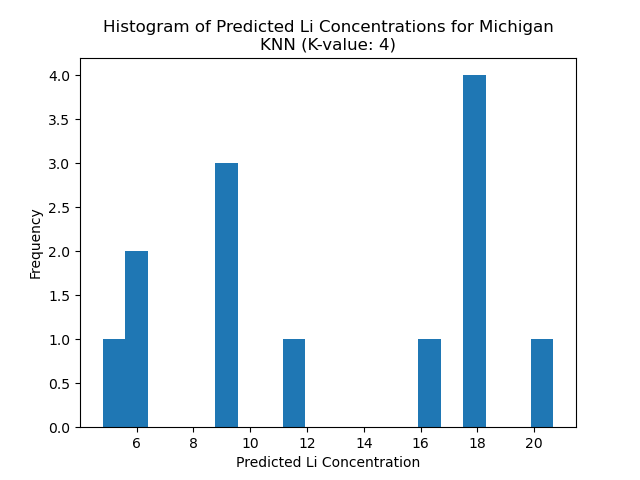 Histogram of Predicted Li Concentrations for Michigan
KNN (K-value: 4)
4.0
3.5
3.0
2.5
2.0
1.5
1.0
0.5
0.0
Frequency
6 8 10 12 14 16 18 20
Predicted Li Concentration